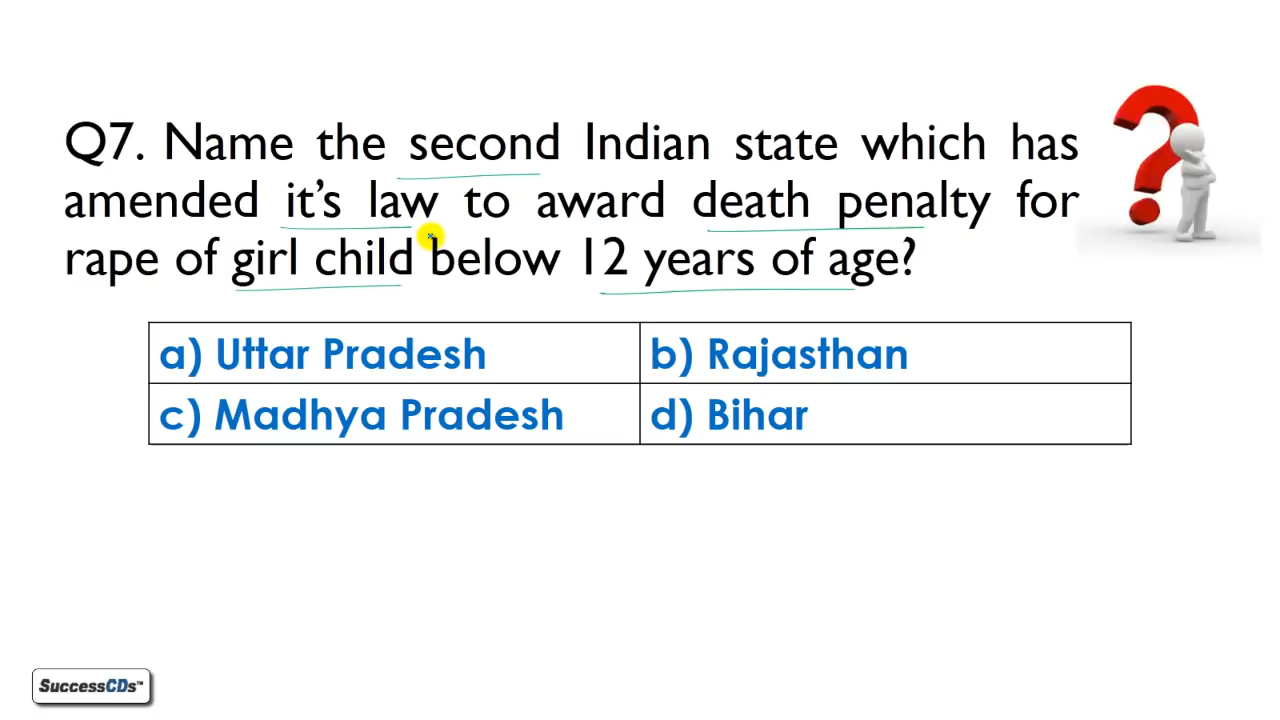 Q7. Name the second Indian state which has
amended it’s law to award death penalty for
rape of girl child below 12 years of age?
a) Uttar Pradesh
b) Rajasthan
c) Madhya Pradesh
d) Bihar
SuccessCDs™